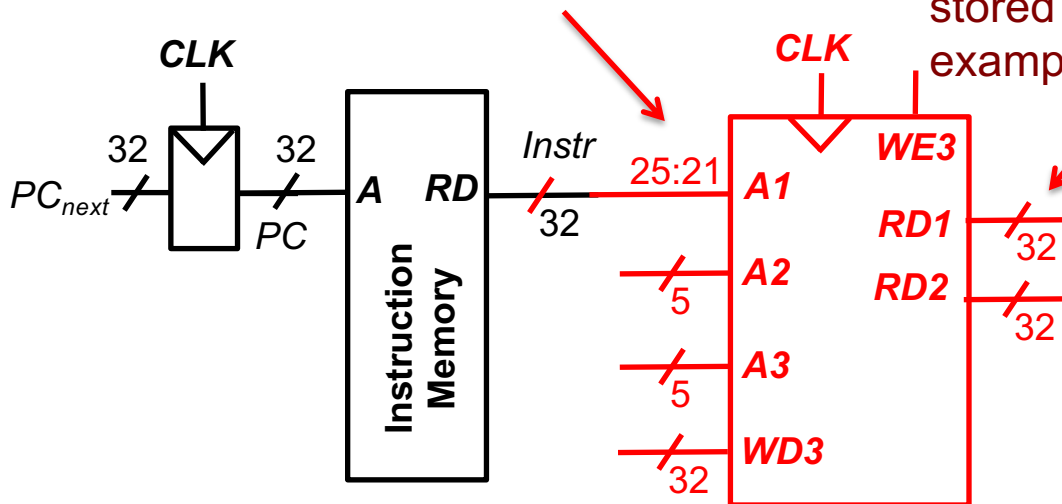 stored
examp
CLK
CLK
32
32
Instr
25:21
WE3
PC_next
A
RD
A1
RD1
32
PC
32
A2
RD2
5
32
A3
5
WD3
32
Instruction
Memory